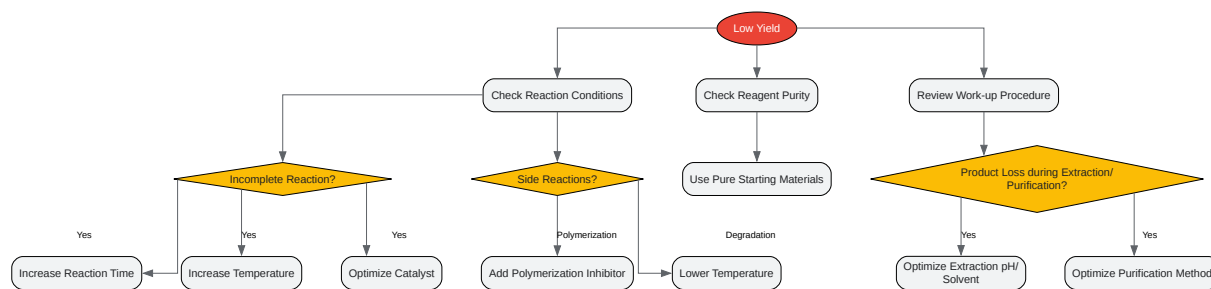 Low Yield
Check Reaction Conditions
Check Reagent Purity
Review Work-up Procedure
Incomplete Reaction?
Side Reactions?
Use Pure Starting Materials
Product Loss during Extraction/
Purification?
Yes
Yes
Yes
Polymerization
Degradation
Yes
Yes
Increase Reaction Time
Increase Temperature
Optimize Catalyst
Add Polymerization Inhibitor
Lower Temperature
Optimize Extraction pH/
Solvent
Optimize Purification Method